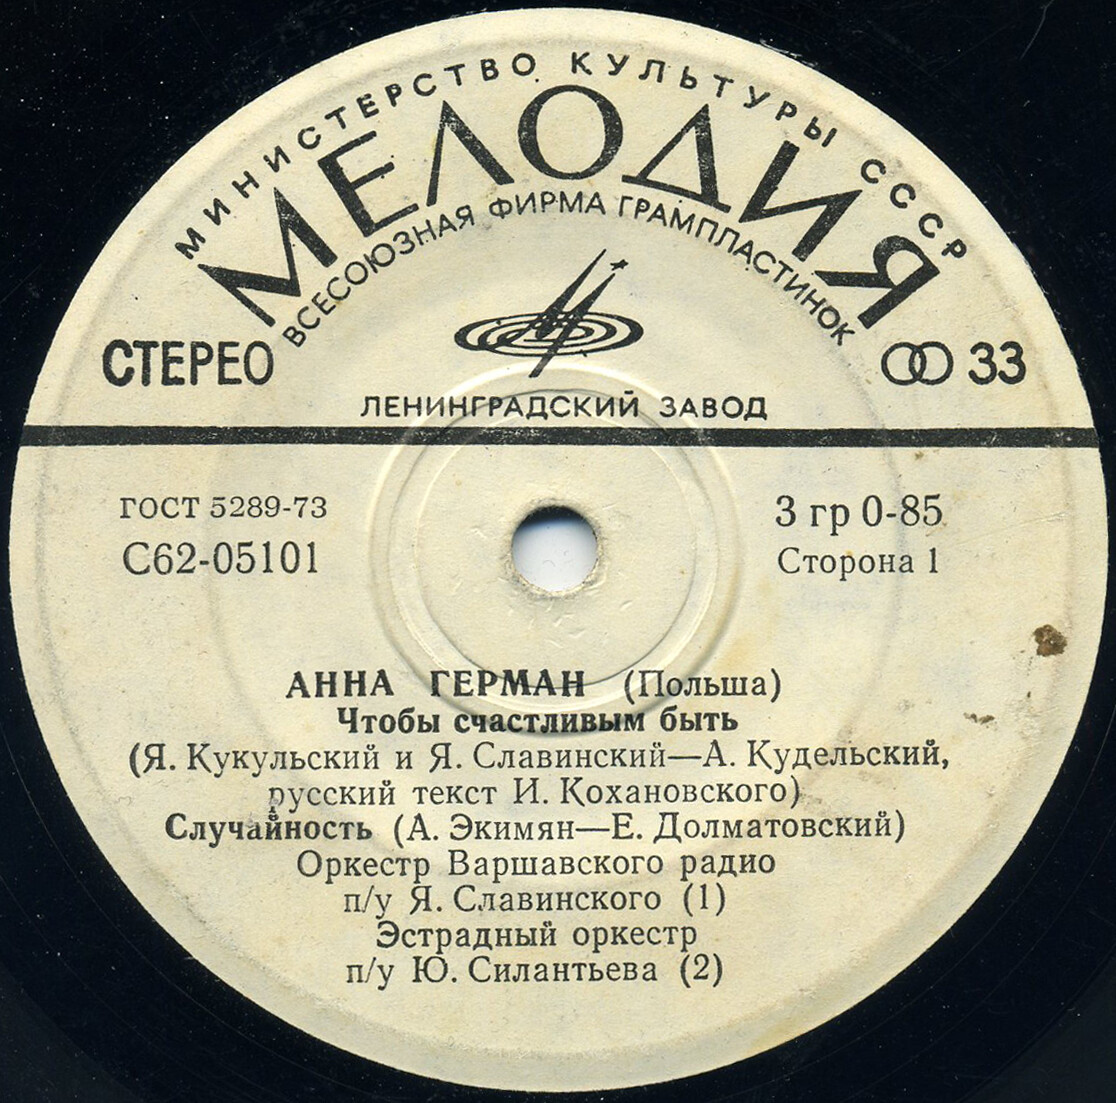 МИНИСТЕРСТВО КУЛЬТУРЫ СССР
МЕЛОДИЯ
ВСЕСОЮЗНАЯ ФИРМА ГРАМПЛАСТИНОК
СТЕРЕО
33
ЛЕНИНГРАДСКИЙ ЗАВОД
ГОСТ 5289-73
3 гр 0-85
С62-05101
Сторона 1
АННА ГЕРМАН (Польша)
Чтобы счастливым быть
(Я. Кукульский и Я. Славинский—А. Кудельский,
русский текст И. Кохановского)
Случайность (А. Экимян—Е. Долматовский)
Оркестр Варшавского радио
п/у Я. Славинского (1)
Эстрадный оркестр
п/у Ю. Силантьева (2)